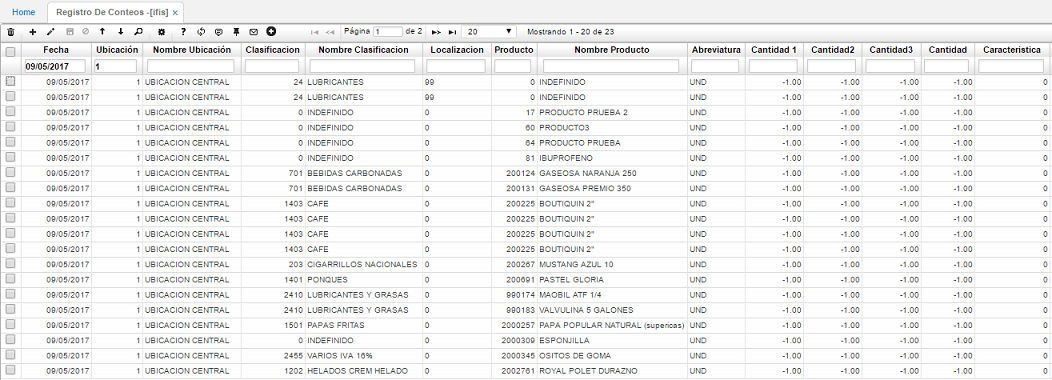 Home Registro De Conteos -[ifis] ×
Página 1 de 2 20 Mostrando 1 - 20 de 23
Fecha Ubicación Nombre Ubicación Clasificacion Nombre Clasificacion Localizacion Producto Nombre Producto Abreviatura Cantidad 1 Cantidad2 Cantidad3 Cantidad Caracteristica
09/05/2017 1
09/05/2017 1 UBICACION CENTRAL 24 LUBRICANTES 99 0 INDEFINIDO UND -1.00 -1.00 -1.00 -1.00 0
09/05/2017 1 UBICACION CENTRAL 24 LUBRICANTES 99 0 INDEFINIDO UND -1.00 -1.00 -1.00 -1.00 0
09/05/2017 1 UBICACION CENTRAL 0 INDEFINIDO 0 17 PRODUCTO PRUEBA 2 UND -1.00 -1.00 -1.00 -1.00 0
09/05/2017 1 UBICACION CENTRAL 0 INDEFINIDO 0 60 PRODUCTO3 UND -1.00 -1.00 -1.00 -1.00 0
09/05/2017 1 UBICACION CENTRAL 0 INDEFINIDO 0 64 PRODUCTO PRUEBA UND -1.00 -1.00 -1.00 -1.00 0
09/05/2017 1 UBICACION CENTRAL 0 INDEFINIDO 0 81 IBUPROFENO UND -1.00 -1.00 -1.00 -1.00 0
09/05/2017 1 UBICACION CENTRAL 701 BEBIDAS CARBONADAS 0 200124 GASEOSA NARANJA 250 UND -1.00 -1.00 -1.00 -1.00 0
09/05/2017 1 UBICACION CENTRAL 701 BEBIDAS CARBONADAS 0 200131 GASEOSA PREMIO 350 UND -1.00 -1.00 -1.00 -1.00 0
09/05/2017 1 UBICACION CENTRAL 1403 CAFE 0 200225 BOUTIQUIN 2" UND -1.00 -1.00 -1.00 -1.00 0
09/05/2017 1 UBICACION CENTRAL 1403 CAFE 0 200225 BOUTIQUIN 2" UND -1.00 -1.00 -1.00 -1.00 0
09/05/2017 1 UBICACION CENTRAL 1403 CAFE 0 200225 BOUTIQUIN 2" UND -1.00 -1.00 -1.00 -1.00 0
09/05/2017 1 UBICACION CENTRAL 1403 CAFE 0 200225 BOUTIQUIN 2" UND -1.00 -1.00 -1.00 -1.00 0
09/05/2017 1 UBICACION CENTRAL 203 CIGARRILLOS NACIONALES 0 200267 MUSTANG AZUL 10 UND -1.00 -1.00 -1.00 -1.00 0
09/05/2017 1 UBICACION CENTRAL 1401 PONQUES 0 200691 PASTEL GLORIA UND -1.00 -1.00 -1.00 -1.00 0
09/05/2017 1 UBICACION CENTRAL 2410 LUBRICANTES Y GRASAS 0 990174 MAOBIL ATF 1/4 UND -1.00 -1.00 -1.00 -1.00 0
09/05/2017 1 UBICACION CENTRAL 2410 LUBRICANTES Y GRASAS 0 990183 VALVULINA 5 GALONES UND -1.00 -1.00 -1.00 -1.00 0
09/05/2017 1 UBICACION CENTRAL 1501 PAPAS FRITAS 0 2000257 PAPA POPULAR NATURAL (supericas) UND -1.00 -1.00 -1.00 -1.00 0
09/05/2017 1 UBICACION CENTRAL 0 INDEFINIDO 0 2000309 ESPONJILLA UND -1.00 -1.00 -1.00 -1.00 0
09/05/2017 1 UBICACION CENTRAL 2455 VARIOS IVA 16% 0 2000345 OSITOS DE GOMA UND -1.00 -1.00 -1.00 -1.00 0
09/05/2017 1 UBICACION CENTRAL 1202 HELADOS CREM HELADO 0 2002761 ROYAL POLET DURAZNO UND -1.00 -1.00 -1.00 -1.00 0